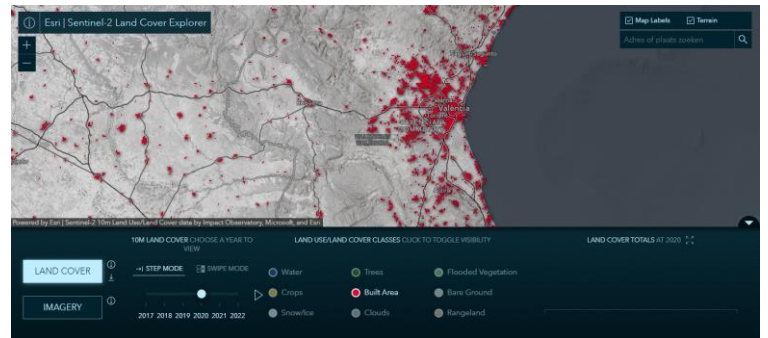 Esri | Sentinel-2 Land Cover Explorer
Map Labels
Terrain
Adres of plaats zoeken
+
−
València
Powered by Esri | Sentinel-2 10m Land Use/Land Cover data by Impact Observatory, Microsoft, and Esri
10M LAND COVER CHOOSE A YEAR TO
VIEW
LAND USE/LAND COVER CLASSES CLICK TO TOGGLE VISIBILITY
LAND COVER TOTALS AT 2020
LAND COVER
STEP MODE
SWIPE MODE
Water
Trees
Flooded Vegetation
Crops
Built Area
Bare Ground
IMAGERY
2017 2018 2019 2020 2021 2022
Snow/Ice
Clouds
Rangeland